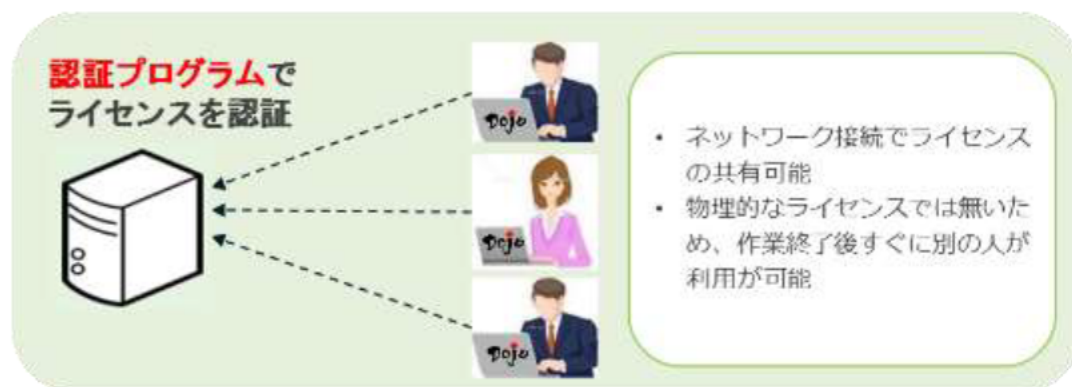 認証プログラムで
ライセンスを認証
Dojo
Dojo
Dojo
・ ネットワーク接続でライセンス
の共有可能
・ 物理的なライセンスでは無いた
め、作業終了後すぐに別の人が
利用が可能